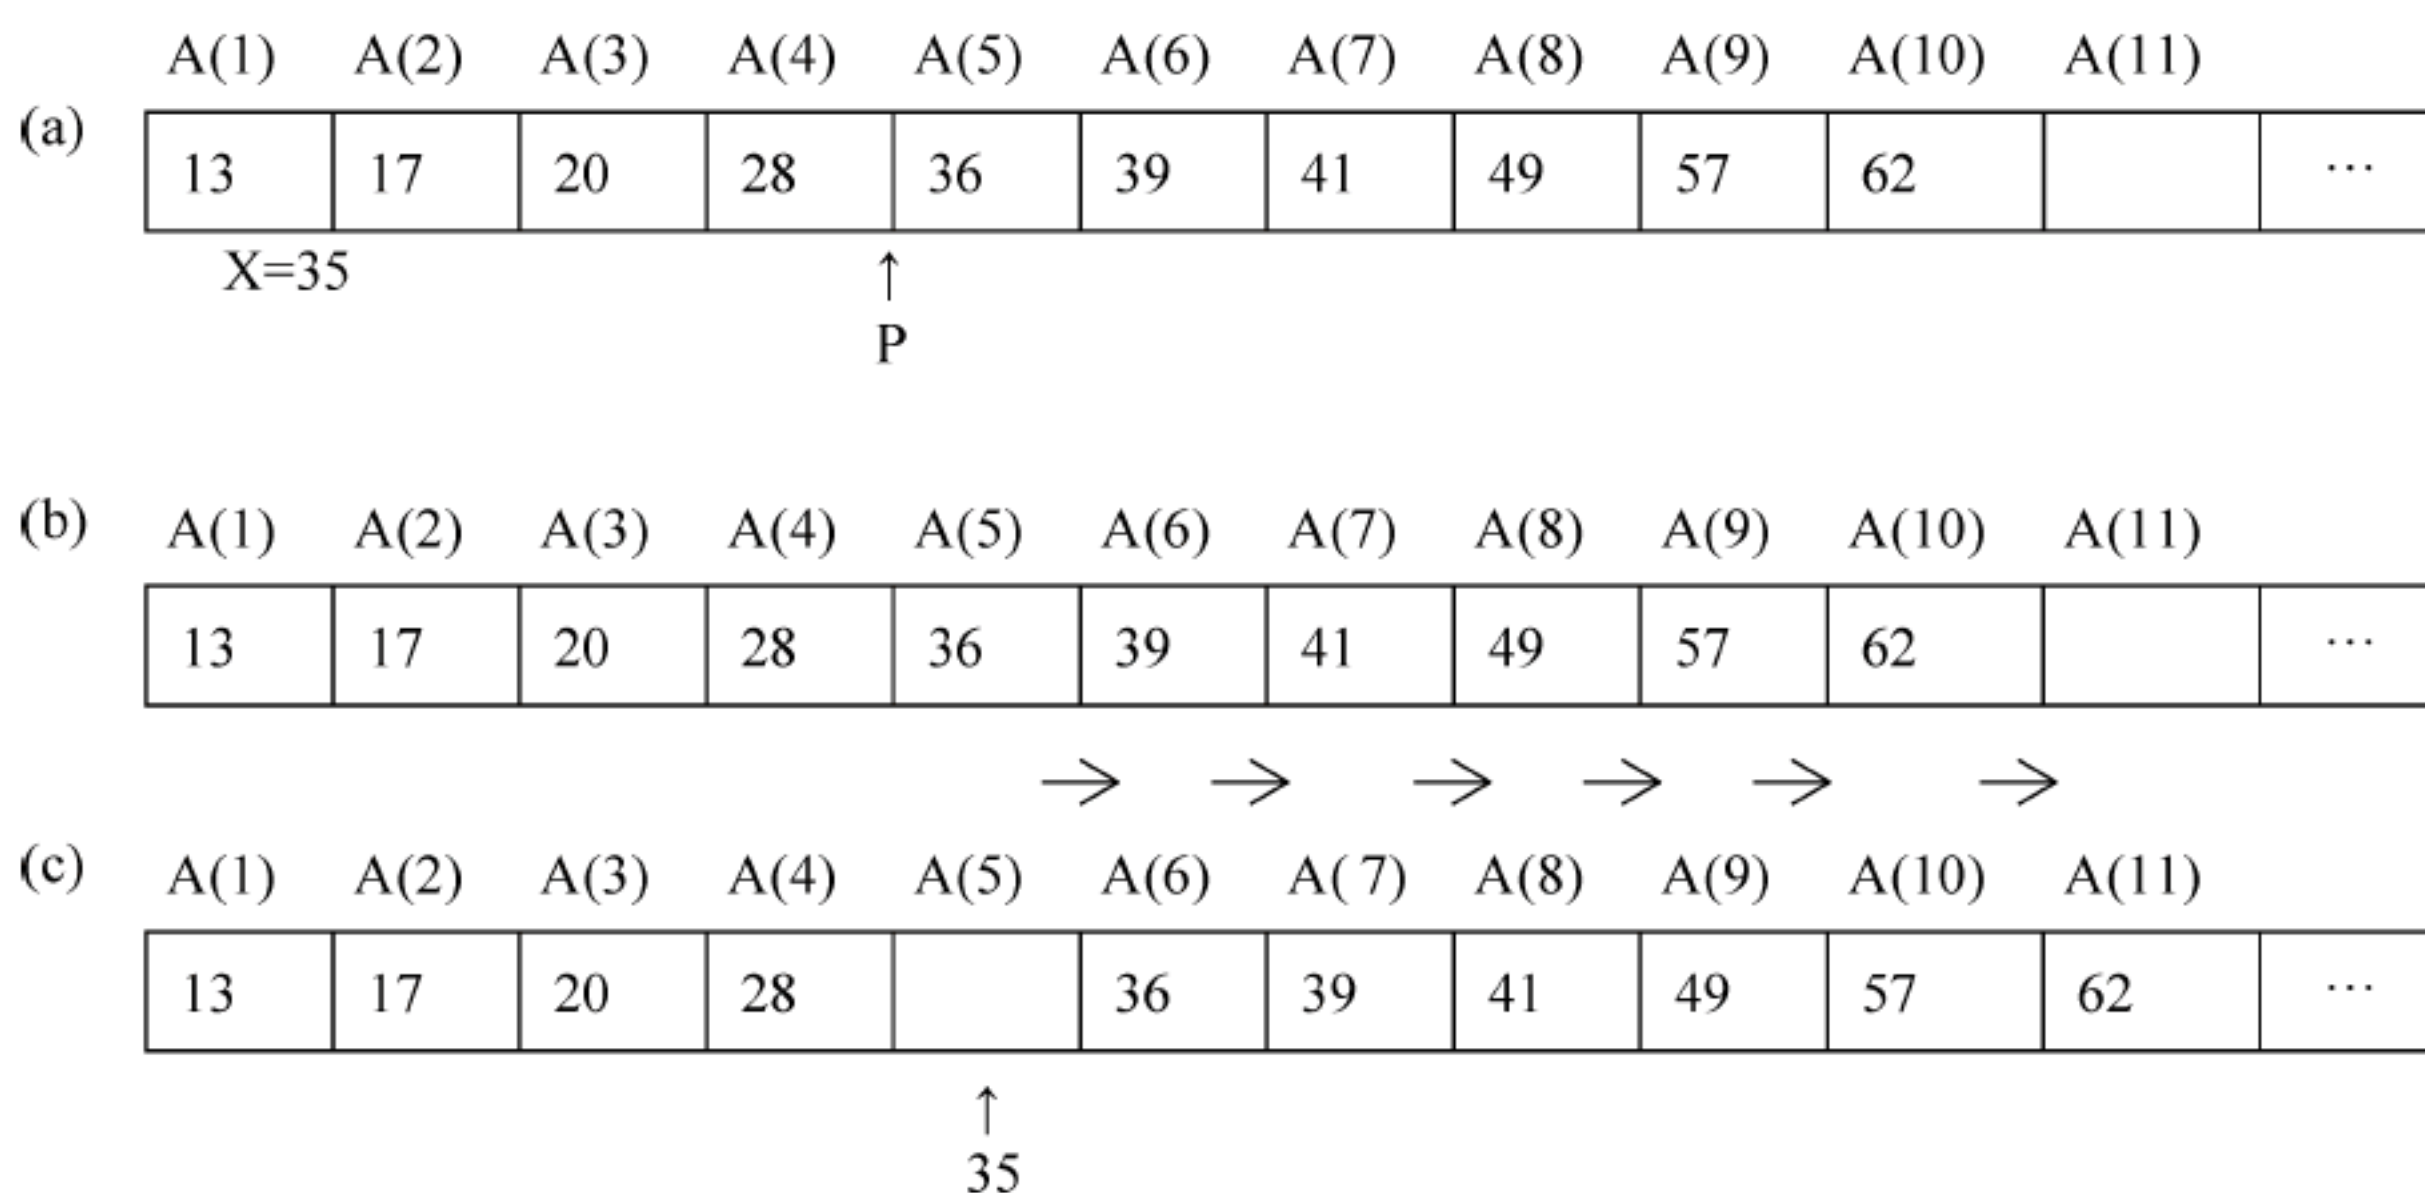 A(1) A(2) A(3) A(4) A(5) A(6) A(7) A(8) A(9) A(10) A(11)
(a)
13 17 20 28 36 39 41 49 57 62 ···
X=35
↑
P
(b) A(1) A(2) A(3) A(4) A(5) A(6) A(7) A(8) A(9) A(10) A(11)
13 17 20 28 36 39 41 49 57 62 ···
→ → → → → →
(c) A(1) A(2) A(3) A(4) A(5) A(6) A( 7) A(8) A(9) A(10) A(11)
13 17 20 28 36 39 41 49 57 62 ···
↑
35